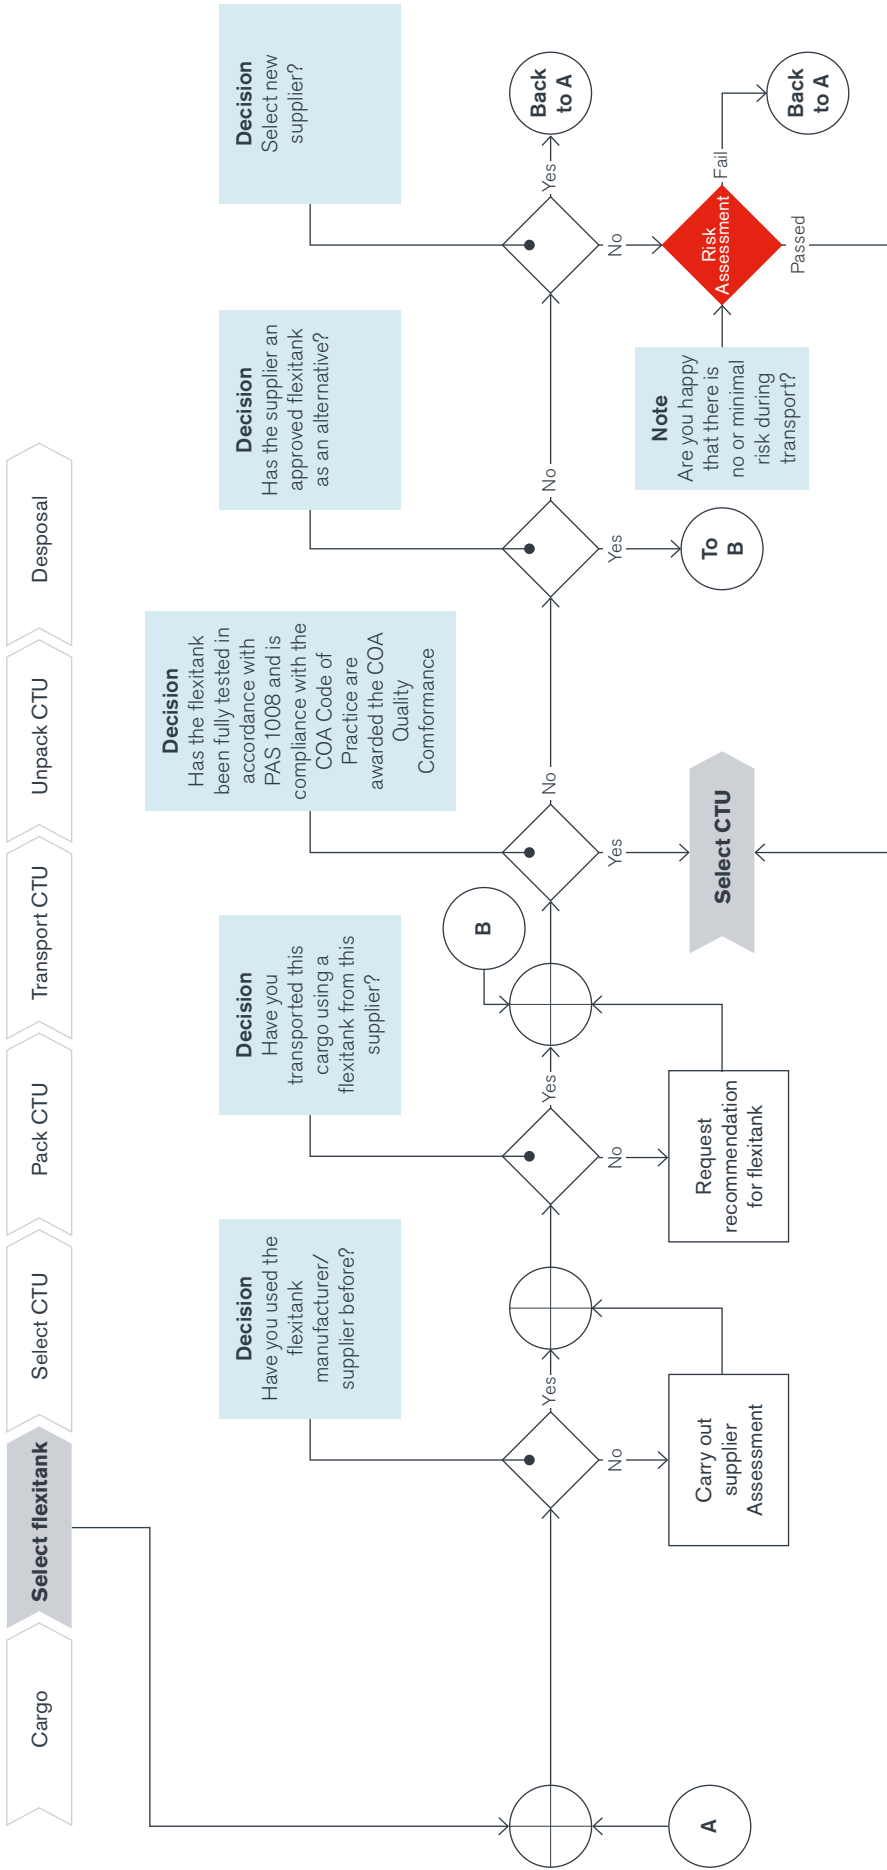 Cargo
Select flexitank
Select CTU
Pack CTU
Transport CTU
Unpack CTU
Desposal
Decision
Have you used the
flexitank
manufacturer/
supplier before?
Decision
Have you
transported this
cargo using a
flexitank from this
supplier?
Decision
Has the flexitank
been fully tested in
accordance with
PAS 1008 and is
compliance with the
COA Code of
Practice are
awarded the COA
Quality
Comformance
Decision
Has the supplier an
approved flexitank
as an alternative?
Decision
Select new
supplier?
B
Yes
Yes
No
No
Yes
Back
to A
No
No
Yes
Yes
No
A
Carry out
supplier
Assessment
Request
recommendation
for flexitank
Select CTU
To
B
Note
Are you happy
that there is
no or minimal
risk during
transport?
Risk
Assessment
Fail
Back
to A
Passed